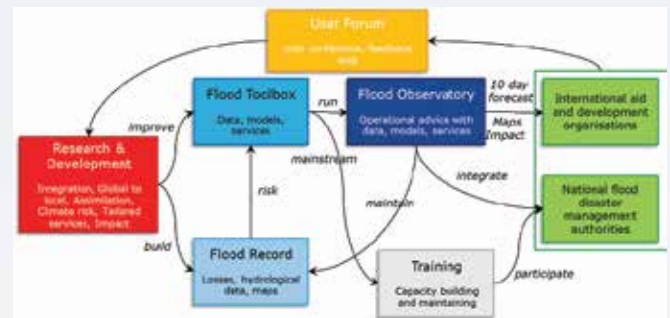 User Forum
User conference, feedback
Flood Toolbox
Data, models,
services
run
Flood Observatory
Operational advice with
data, models, services
10 day
forecast
Maps
Impact
International aid
and development
organisations
improve
Research &
Development
Integration, Global to
local, Assimilation,
Climate risk, Tailored
services, Impact
mainstream
risk
maintain
integrate
National flood
disaster
management
authorities
build
Flood Record
Losses, hydrological
data, maps
Training
Capacity building
and maintaining
participate